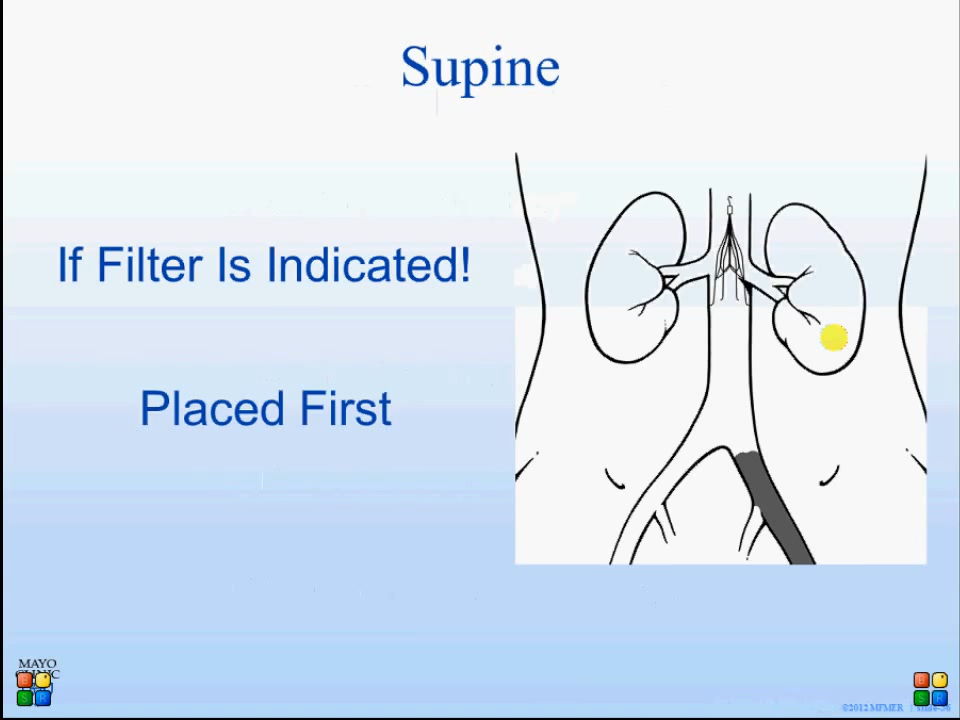 Supine
If Filter Is Indicated!
Placed First
MAYO
©2012 MFMER